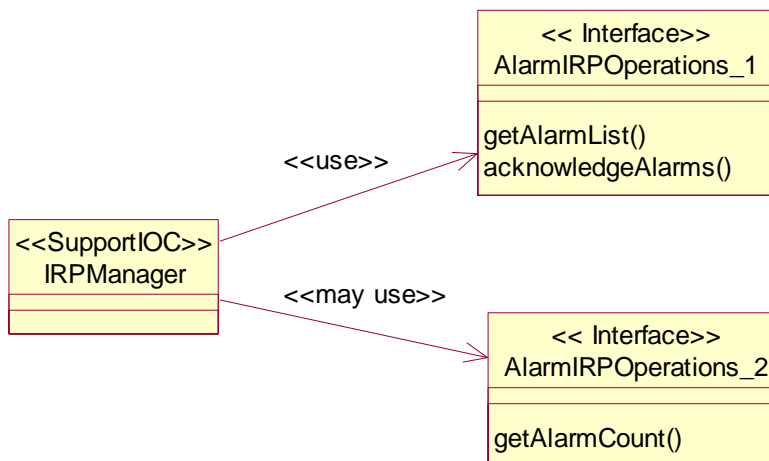 << Interface>>
AlarmIRPOperations_1
getAlarmList()
acknowledgeAlarms()
<<use>>
<<SupportIOC>>
IRPManager
<<may use>>
<< Interface>>
AlarmIRPOperations_2
getAlarmCount()